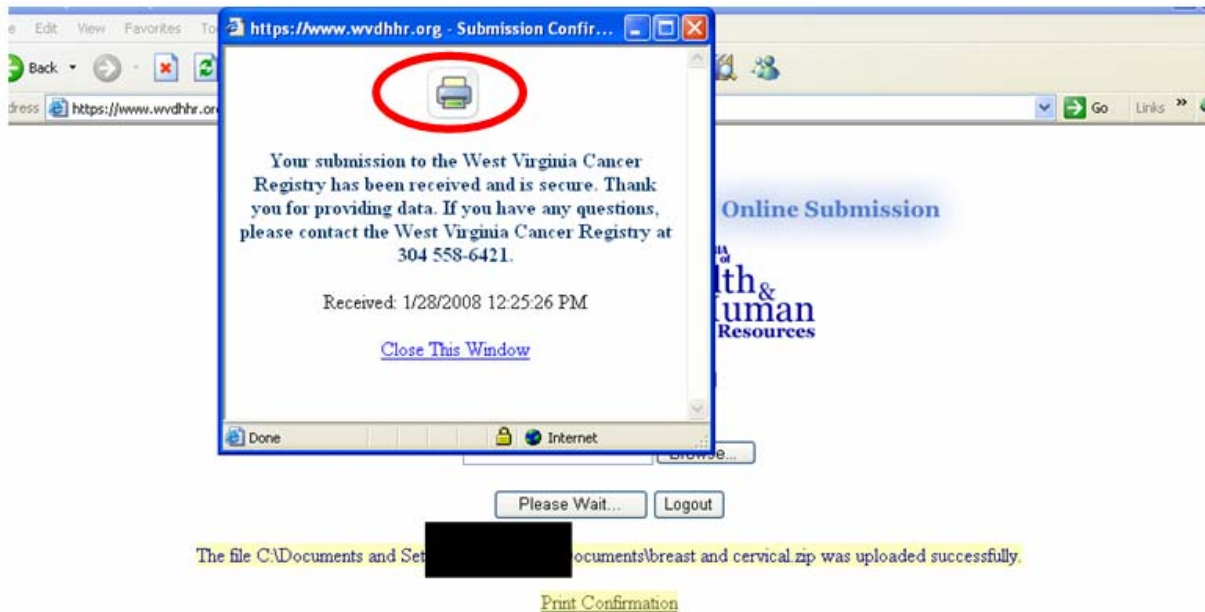 Edit View Favorites To
https://www.wvdhhr.org - Submission Confir...
Back
https://www.wvdhhr.or
Go Links »
Your submission to the West Virginia Cancer
Registry has been received and is secure. Thank
you for providing data. If you have any questions,
please contact the West Virginia Cancer Registry at
304 558-6421.
Received: 1/28/2008 12:25:26 PM
Close This Window
Done Internet
Online Submission
&
Resources
Browse...
Please Wait... Logout
The file C:\Documents and Set ocuments\breast and cervical.zip was uploaded successfully.
Print Confirmation